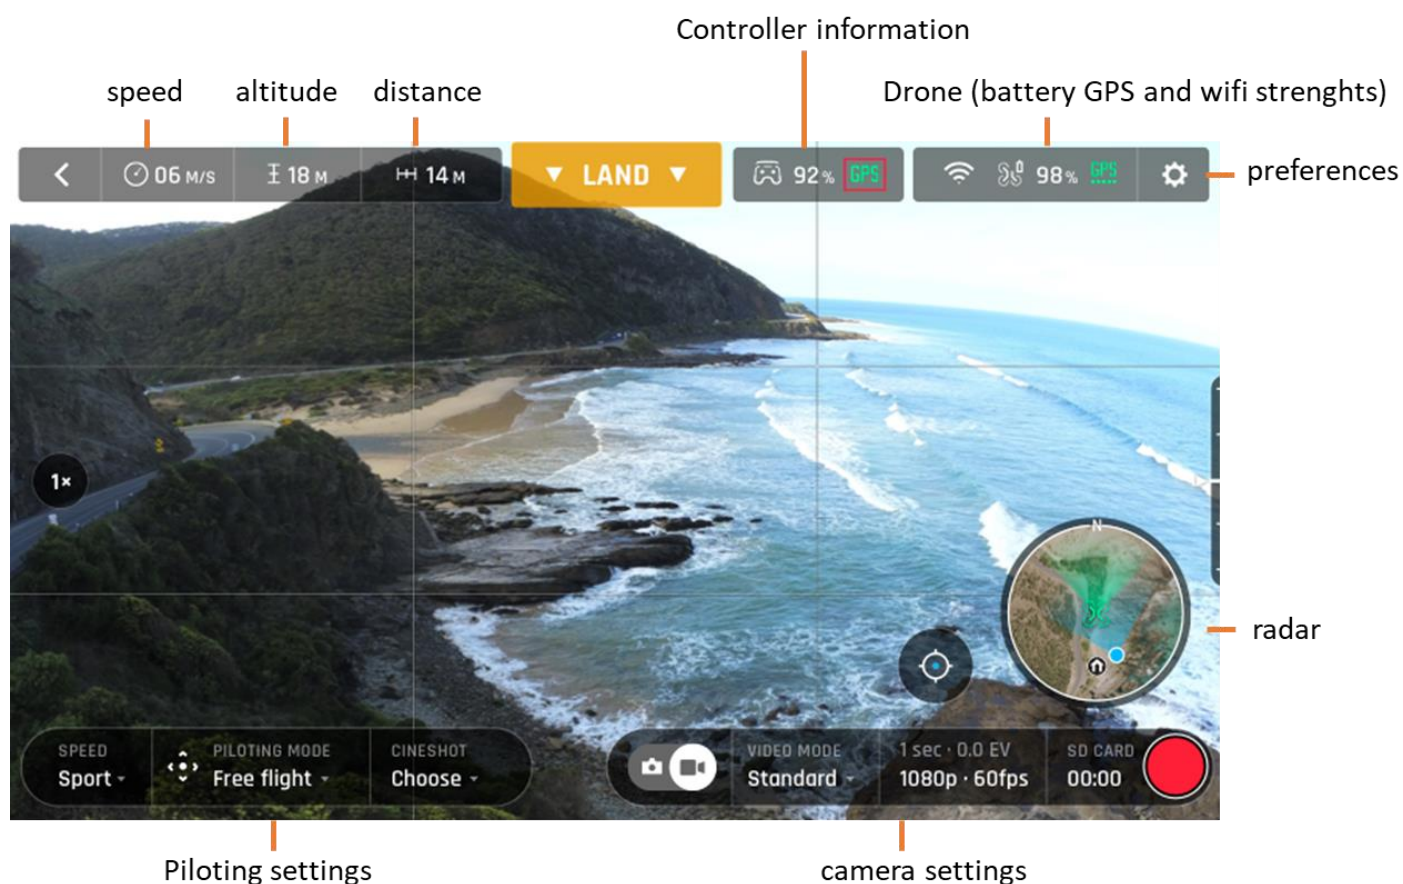 Controller information
speed altitude distance Drone (battery GPS and wifi strenghts)
06 M/S 18 M 14 M LAND 92% GPS 98% GPS
preferences
1×
N
radar
SPEED PILOTING MODE CINESHOT VIDEO MODE 1 sec · 0.0 EV SD CARD
Sport Free flight Choose Standard 1080p · 60fps 00:00
Piloting settings camera settings